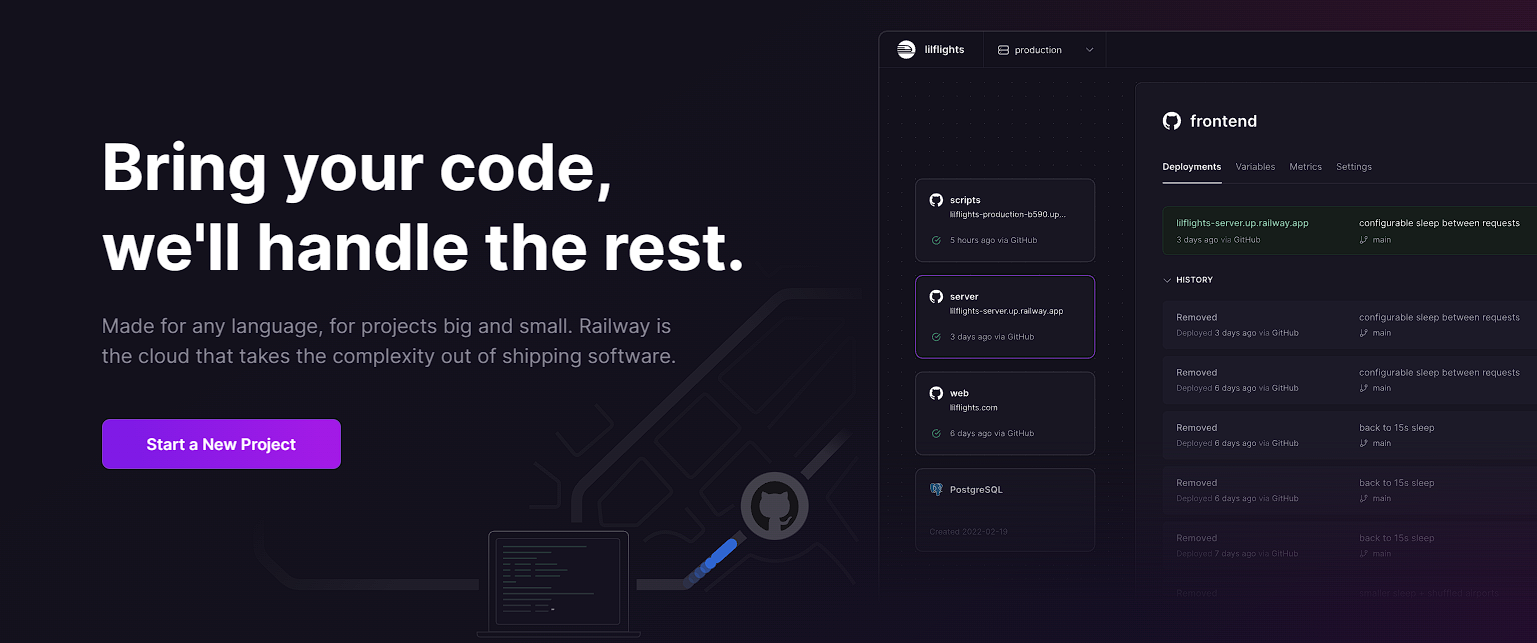 Bring your code,
we'll handle the rest.
Made for any language, for projects big and small. Railway is
the cloud that takes the complexity out of shipping software.
Start a New Project
lilflights
production
scripts
lilflights-production-b590.up...
5 hours ago via GitHub
server
lilflights-server.up.railway.app
3 days ago via GitHub
web
lilflights.com
6 days ago via GitHub
PostgreSQL
Created 2022-02-19
frontend
Deployments Variables Metrics Settings
lilflights-server.up.railway.app configurable sleep between requests
3 days ago via GitHub main
HISTORY
Removed configurable sleep between requests
Deployed 3 days ago via GitHub main
Removed configurable sleep between requests
Deployed 6 days ago via GitHub main
Removed back to 15s sleep
Deployed 6 days ago via GitHub main
Removed back to 15s sleep
Deployed 6 days ago via GitHub main
Removed back to 15s sleep
Deployed 7 days ago via GitHub main
Removed smaller sleep + shuffled airports